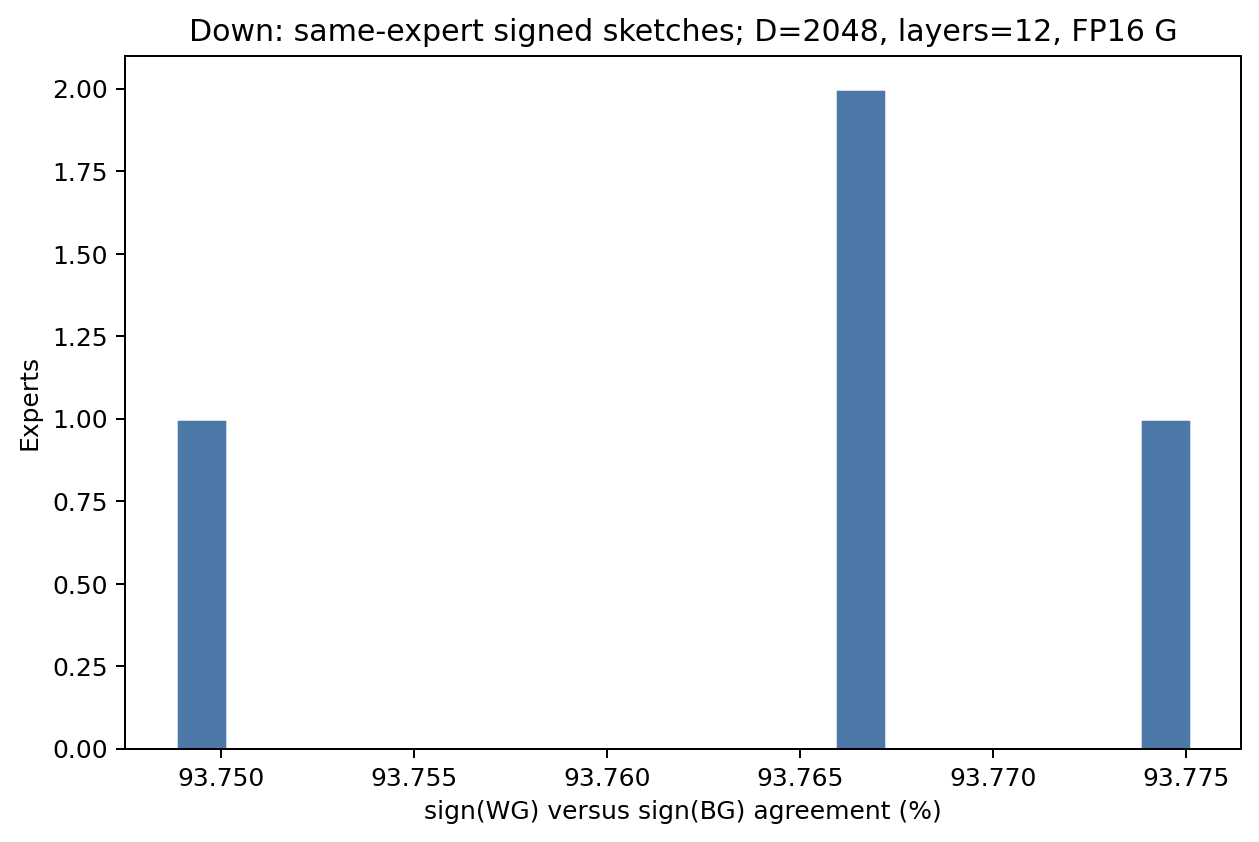 Down: same-expert signed sketches; D=2048, layers=12, FP16 G
2.00
1.75
1.50
1.25
1.00
0.75
0.50
0.25
0.00
Experts
93.750 93.755 93.760 93.765 93.770 93.775
sign(WG) versus sign(BG) agreement (%)